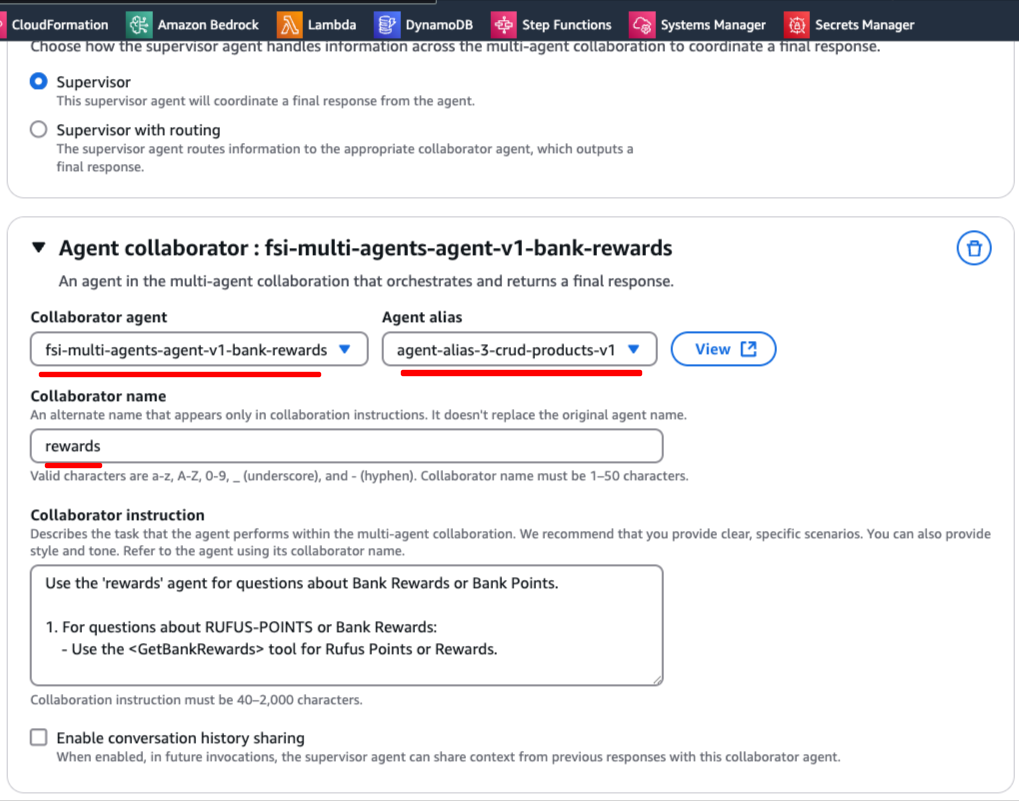 CloudFormation Amazon Bedrock Lambda DynamoDB Step Functions Systems Manager Secrets Manager
Choose how the supervisor agent handles information across the multi-agent collaboration to coordinate a final response.
Supervisor
This supervisor agent will coordinate a final response from the agent.
Supervisor with routing
The supervisor agent routes information to the appropriate collaborator agent, which outputs a
final response.
Agent collaborator : fsi-multi-agents-agent-v1-bank-rewards
An agent in the multi-agent collaboration that orchestrates and returns a final response.
Collaborator agent Agent alias
fsi-multi-agents-agent-v1-bank-rewards agent-alias-3-crud-products-v1 View
Collaborator name
An alternate name that appears only in collaboration instructions. It doesn't replace the original agent name.
rewards
Valid characters are a-z, A-Z, 0-9, _ (underscore), and - (hyphen). Collaborator name must be 1–50 characters.
Collaborator instruction
Describes the task that the agent performs within the multi-agent collaboration. We recommend that you provide clear, specific scenarios. You can also provide
style and tone. Refer to the agent using its collaborator name.
Use the 'rewards' agent for questions about Bank Rewards or Bank Points.
1. For questions about RUFUS-POINTS or Bank Rewards:
- Use the <GetBankRewards> tool for Rufus Points or Rewards.
Collaboration instruction must be 40–2,000 characters.
Enable conversation history sharing
When enabled, in future invocations, the supervisor agent can share context from previous responses with this collaborator agent.